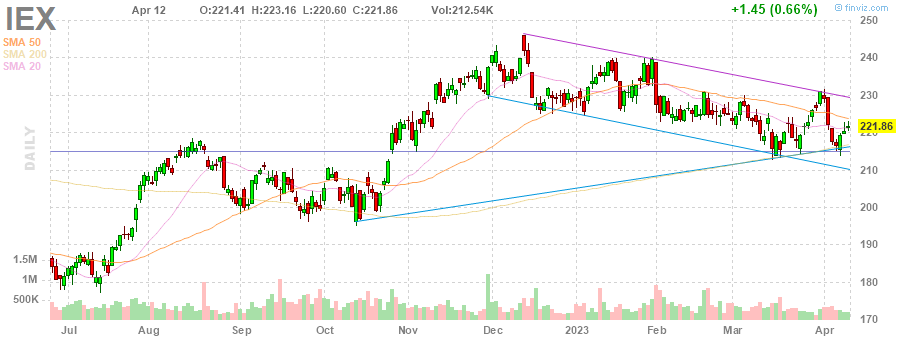 IEX Apr 12 O:221.41 H:223.16 L:220.60 C:221.86 Vol:212.54K +1.45 (0.66%) © finviz.com
SMA 50
SMA 200
SMA 20
DAILY
250
240
230
220
221.86
210
200
190
180
170
1.5M
1M
500K
Jul Aug Sep Oct Nov Dec 2023 Feb Mar Apr